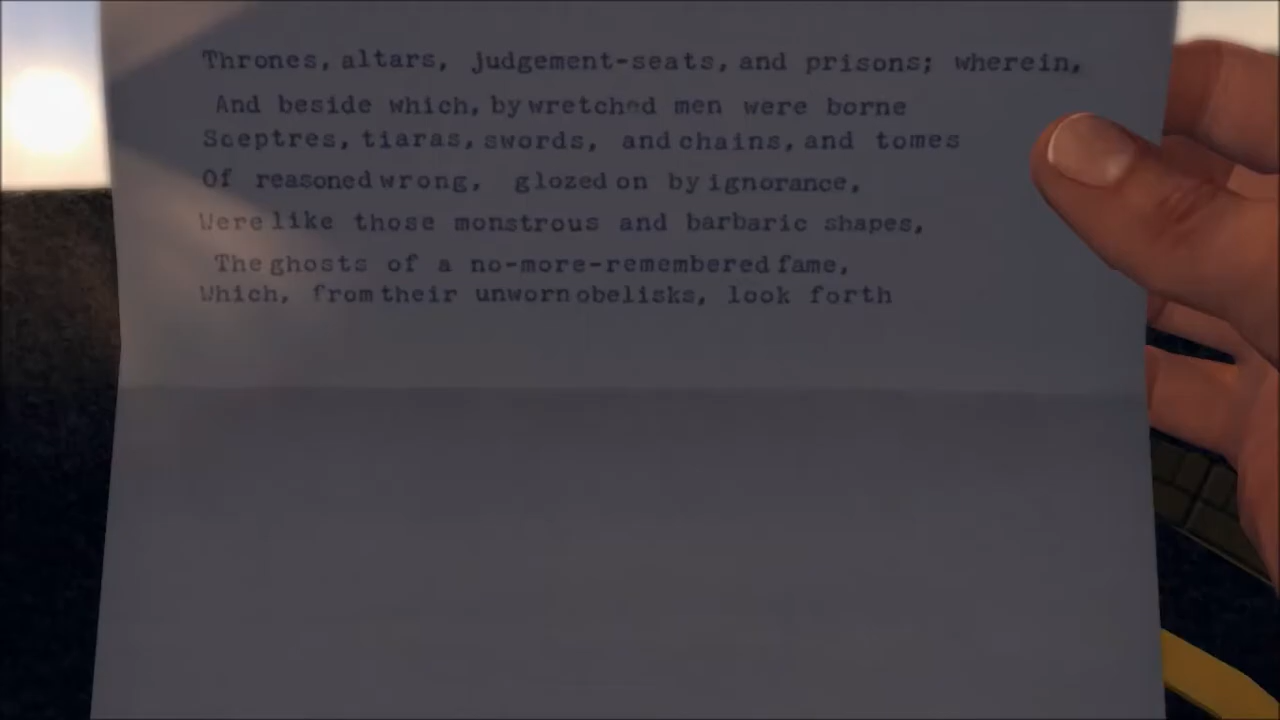 Thrones, altars, judgement-seats, and prisons; wherein,
And beside which, by wretched men were borne
Sceptres, tiaras, swords, and chains, and tomes
Of reasoned wrong, glozed on by ignorance,
Were like those monstrous and barbaric shapes,
The ghosts of a no-more-remembered fame,
Which, from their unworn obelisks, look forth